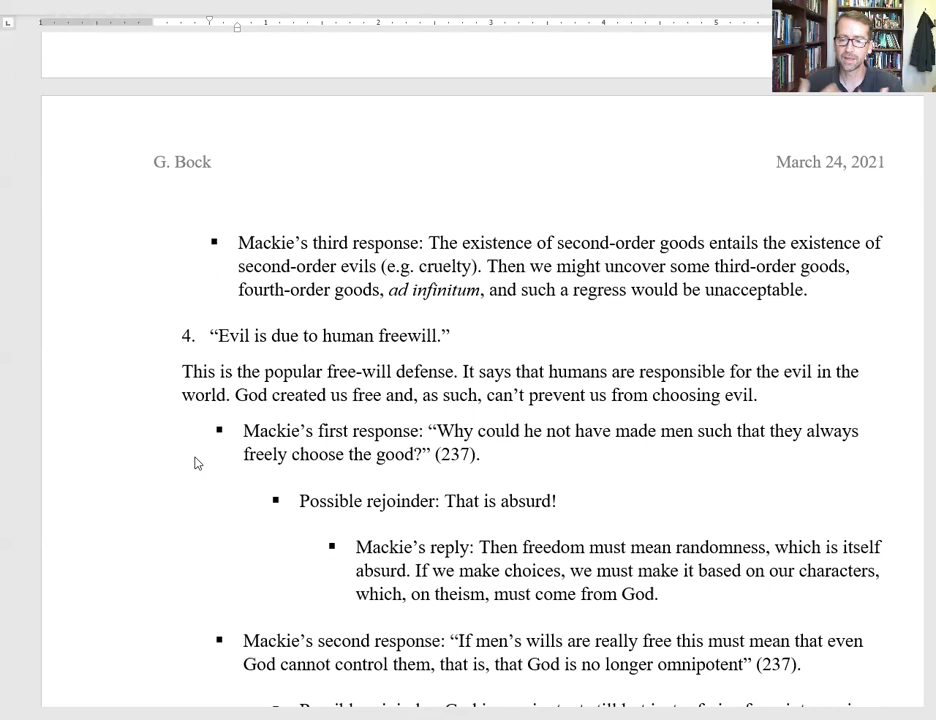 1 1 2 3 4 5
G. Bock March 24, 2021
▪ Mackie’s third response: The existence of second-order goods entails the existence of
second-order evils (e.g. cruelty). Then we might uncover some third-order goods,
fourth-order goods, ad infinitum, and such a regress would be unacceptable.
4. “Evil is due to human freewill.”
This is the popular free-will defense. It says that humans are responsible for the evil in the
world. God created us free and, as such, can’t prevent us from choosing evil.
▪ Mackie’s first response: “Why could he not have made men such that they always
freely choose the good?” (237).
▪ Possible rejoinder: That is absurd!
▪ Mackie’s reply: Then freedom must mean randomness, which is itself
absurd. If we make choices, we must make it based on our characters,
which, on theism, must come from God.
▪ Mackie’s second response: “If men’s wills are really free this must mean that even
God cannot control them, that is, that God is no longer omnipotent” (237).